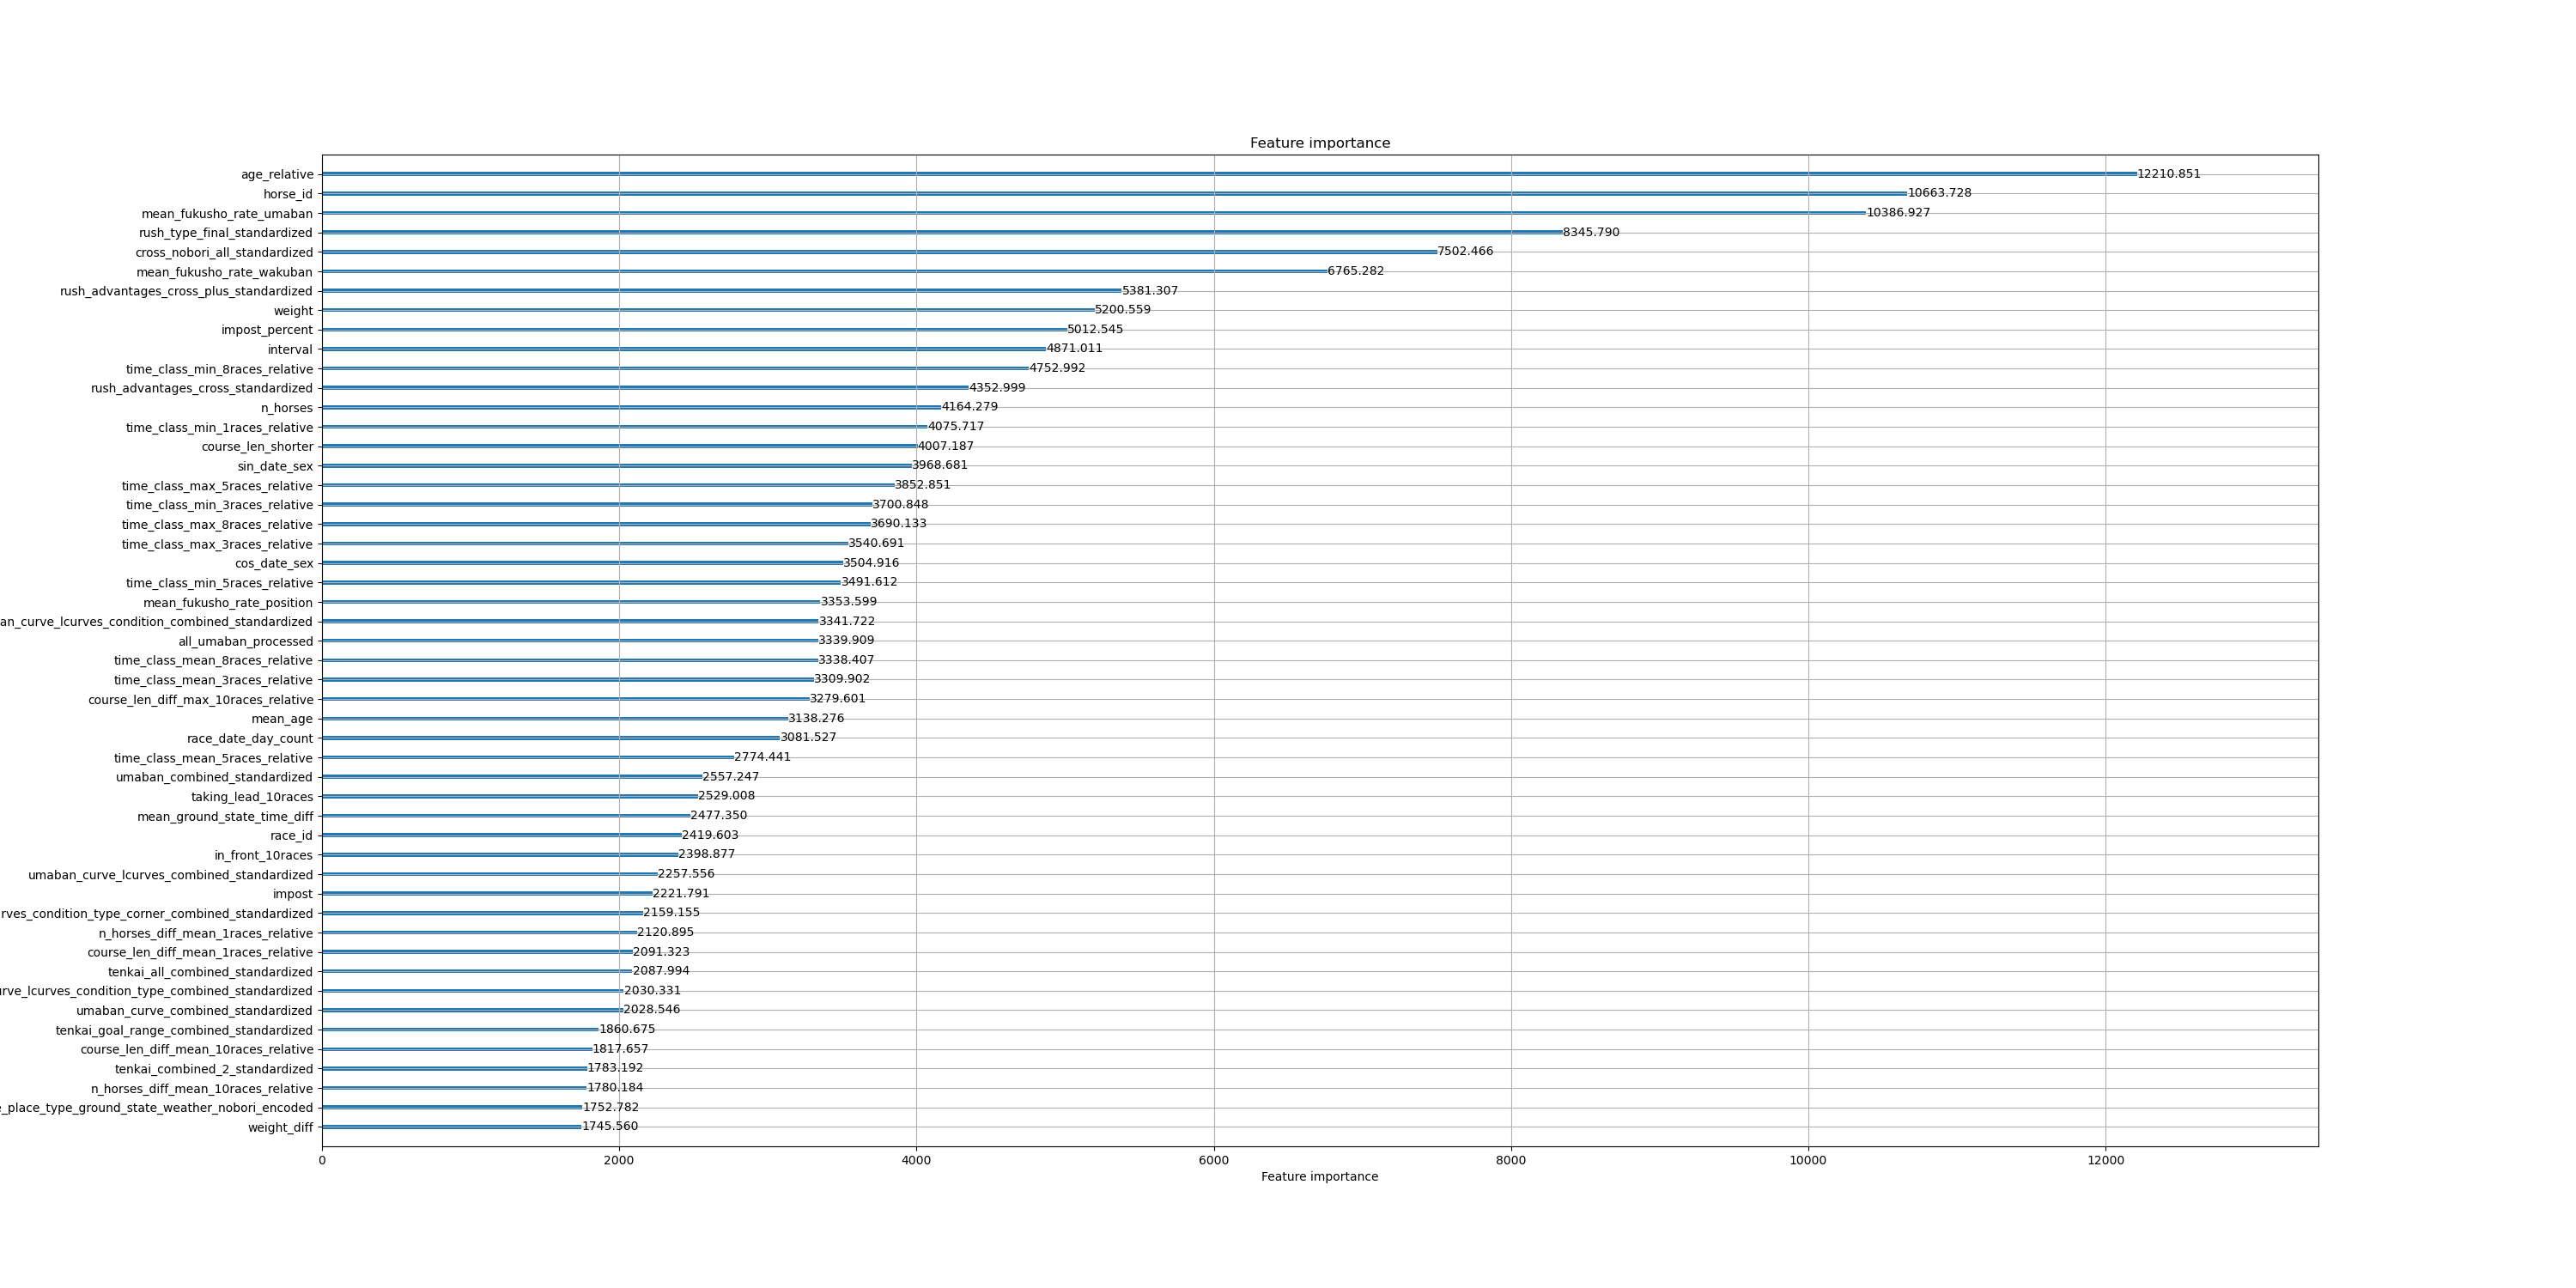 Feature importance
age_relative 12210.851
horse_id 10663.728
mean_fukusho_rate_umaban 10386.927
rush_type_final_standardized 8345.790
cross_nobori_all_standardized 7502.466
mean_fukusho_rate_wakuban 6765.282
rush_advantages_cross_plus_standardized 5381.307
weight 5200.559
impost_percent 5012.545
interval 4871.011
time_class_min_8races_relative 4752.992
rush_advantages_cross_standardized 4352.999
n_horses 4164.279
time_class_min_1races_relative 4075.717
course_len_shorter 4007.187
sin_date_sex 3968.681
time_class_max_5races_relative 3852.851
time_class_min_3races_relative 3700.848
time_class_max_8races_relative 3690.133
time_class_max_3races_relative 3540.691
cos_date_sex 3504.916
time_class_min_5races_relative 3491.612
mean_fukusho_rate_position 3353.599
an_curve_lcurves_condition_combined_standardized 3341.722
all_umaban_processed 3339.909
time_class_mean_8races_relative 3338.407
time_class_mean_3races_relative 3309.902
course_len_diff_max_10races_relative 3279.601
mean_age 3138.276
race_date_day_count 3081.527
time_class_mean_5races_relative 2774.441
umaban_combined_standardized 2557.247
taking_lead_10races 2529.008
mean_ground_state_time_diff 2477.350
race_id 2419.603
in_front_10races 2398.877
umaban_curve_lcurves_combined_standardized 2257.556
impost 2221.791
rves_condition_type_corner_combined_standardized 2159.155
n_horses_diff_mean_1races_relative 2120.895
course_len_diff_mean_1races_relative 2091.323
tenkai_all_combined_standardized 2087.994
urve_lcurves_condition_type_combined_standardized 2030.331
umaban_curve_combined_standardized 2028.546
tenkai_goal_range_combined_standardized 1860.675
course_len_diff_mean_10races_relative 1817.657
tenkai_combined_2_standardized 1783.192
n_horses_diff_mean_10races_relative 1780.184
_place_type_ground_state_weather_nobori_encoded 1752.782
weight_diff 1745.560
0 2000 4000 6000 8000 10000 12000
Feature importance